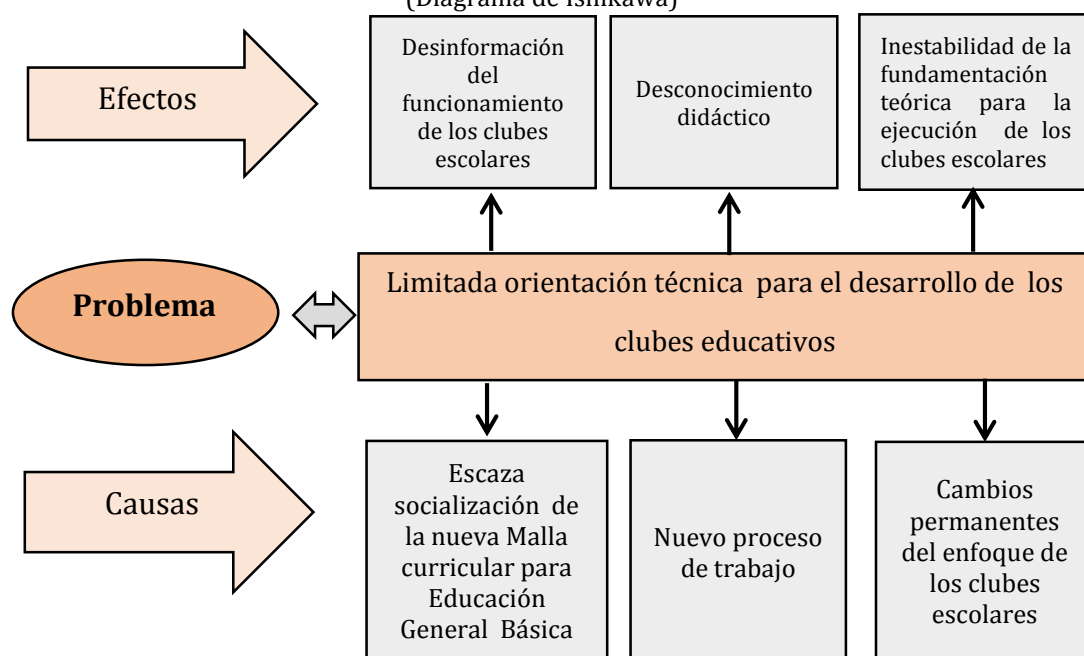 (Diagrama de Ishikawa)
Efectos
Desinformación
del
funcionamiento
de los clubes
escolares
Desconocimiento
didáctico
Inestabilidad de la
fundamentación
teórica para la
ejecución de los
clubes escolares
Problema
Limitada orientación técnica para el desarrollo de los
clubes educativos
Causas
Escaza
socialización de
la nueva Malla
curricular para
Educación
General Básica
Nuevo proceso
de trabajo
Cambios
permanentes
del enfoque de
los clubes
escolares